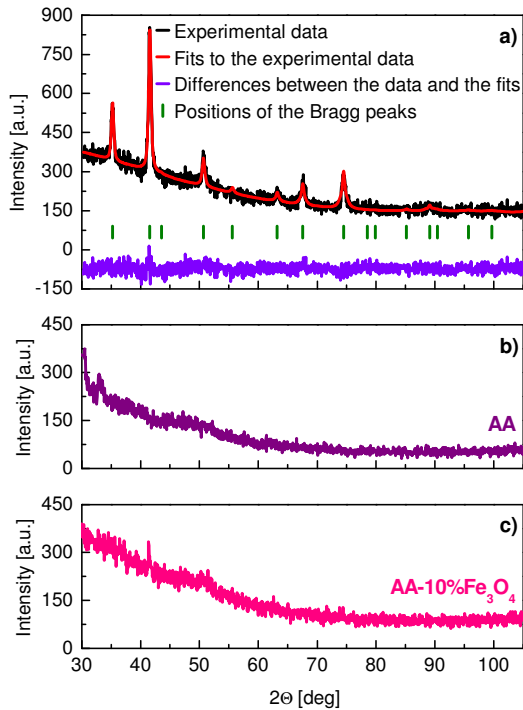 a)
Experimental data
Fits to the experimental data
Differences between the data and the fits
Positions of the Bragg peaks
Intensity [a.u.]
900
750
600
450
300
150
0
-150
b)
AA
Intensity [a.u.]
450
300
150
0
c)
AA-10%Fe₃O₄
Intensity [a.u.]
450
300
150
0
30 40 50 60 70 80 90 100
2Θ [deg]